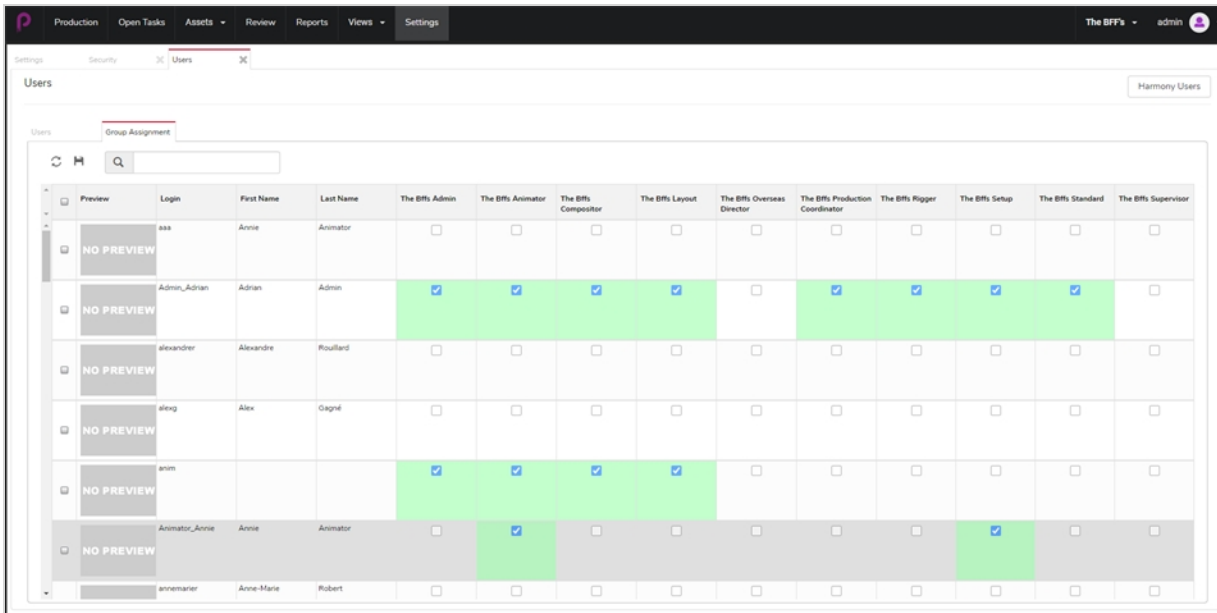 Production Open Tasks Assets Review Reports Views Settings The BFF's admin
Settings Security Users
Users Harmony Users
Users Group Assignment
Preview Login First Name Last Name The Bffs Admin The Bffs Animator The Bffs Compositor The Bffs Layout The Bffs Overseas Director The Bffs Production Coordinator The Bffs Rigger The Bffs Setup The Bffs Standard The Bffs Supervisor
aaa Annie Animator
NO PREVIEW
Admin_Adrian Adrian Admin
NO PREVIEW
alexandrer Alexandre Rouillard
NO PREVIEW
alexg Alex Gagné
NO PREVIEW
anim
NO PREVIEW
Animator_Annie Annie Animator
NO PREVIEW
annemarier Anne-Marie Robert